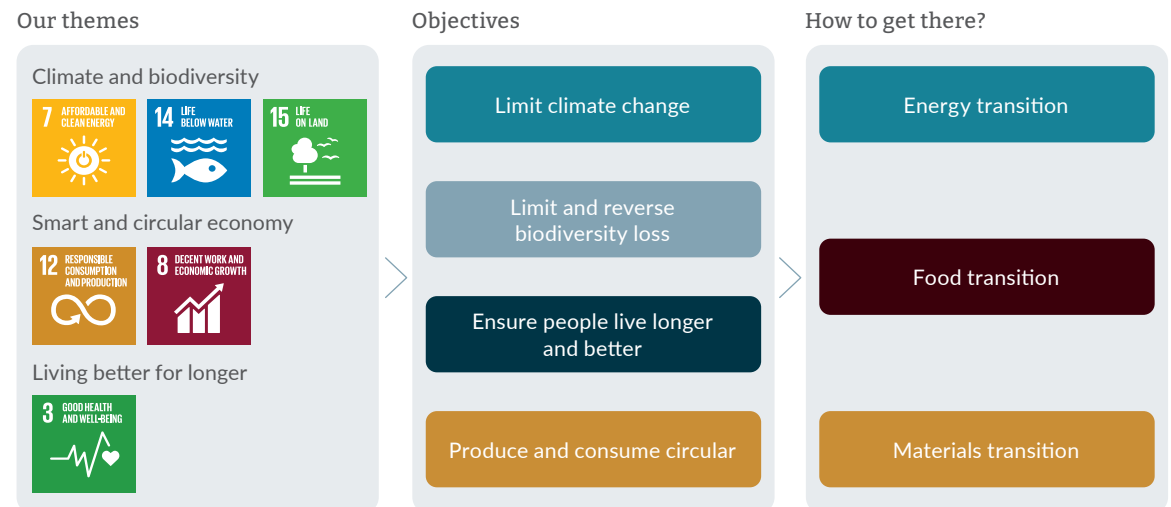 Our themes
Climate and biodiversity
7 AFFORDABLE AND
CLEAN ENERGY
14 LIFE
BELOW WATER
15 LIFE
ON LAND
Smart and circular economy
12 RESPONSIBLE
CONSUMPTION
AND PRODUCTION
8 DECENT WORK AND
ECONOMIC GROWTH
Living better for longer
3 GOOD HEALTH
AND WELL-BEING
Objectives
Limit climate change
Limit and reverse
biodiversity loss
Ensure people live longer
and better
Produce and consume circular
How to get there?
Energy transition
Food transition
Materials transition